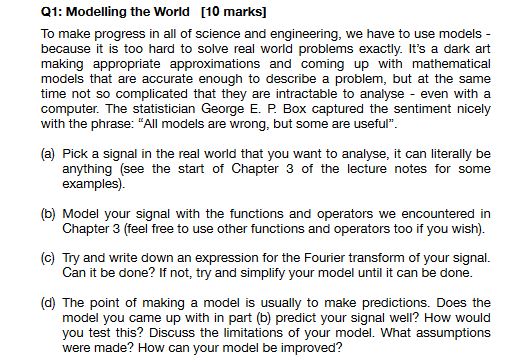 Q1: Modelling the World [10 marks]
To make progress in all of science and engineering, we have to use models -
because it is too hard to solve real world problems exactly. It's a dark art
making appropriate approximations and coming up with mathematical
models that are accurate enough to describe a problem, but at the same
time not so complicated that they are intractable to analyse - even with a
computer. The statistician George E. P. Box captured the sentiment nicely
with the phrase: "All models are wrong, but some are useful".
(a) Pick a signal in the real world that you want to analyse, it can literally be
anything (see the start of Chapter 3 of the lecture notes for some
examples).
(b) Model your signal with the functions and operators we encountered in
Chapter 3 (feel free to use other functions and operators too if you wish).
(c) Try and write down an expression for the Fourier transform of your signal.
Can it be done? If not, try and simplify your model until it can be done.
(d) The point of making a model is usually to make predictions. Does the
model you came up with in part (b) predict your signal well? How would
you test this? Discuss the limitations of your model. What assumptions
were made? How can your model be improved?